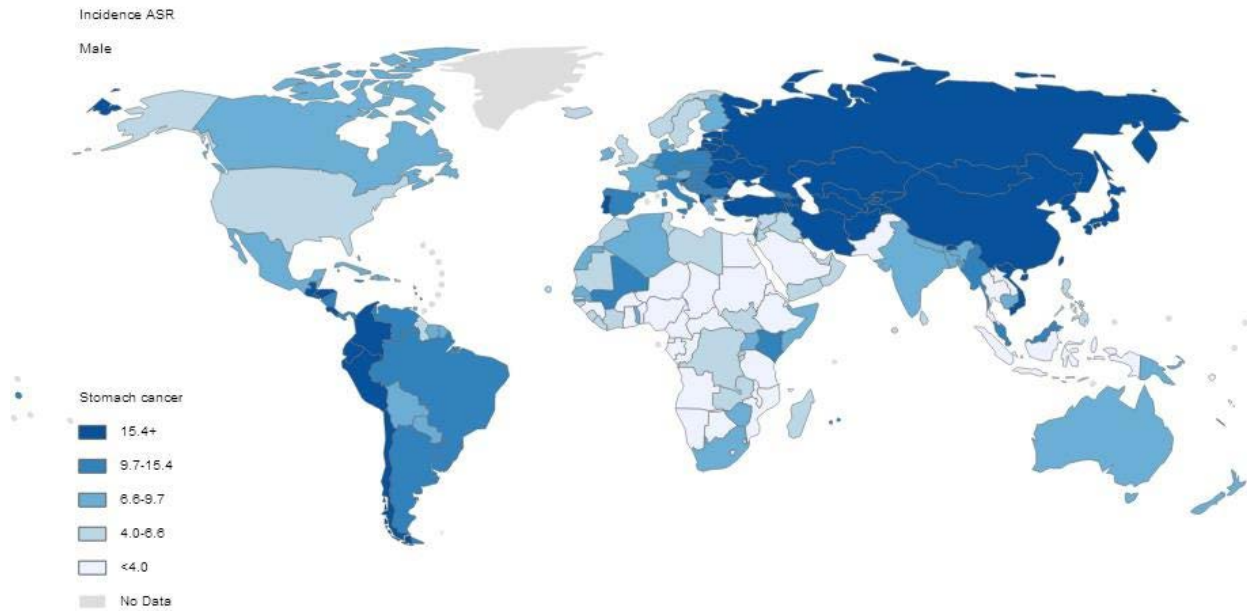 Incidence ASR
Male
Stomach cancer
15.4+
9.7-15.4
6.6-9.7
4.0-6.6
<4.0
No Data